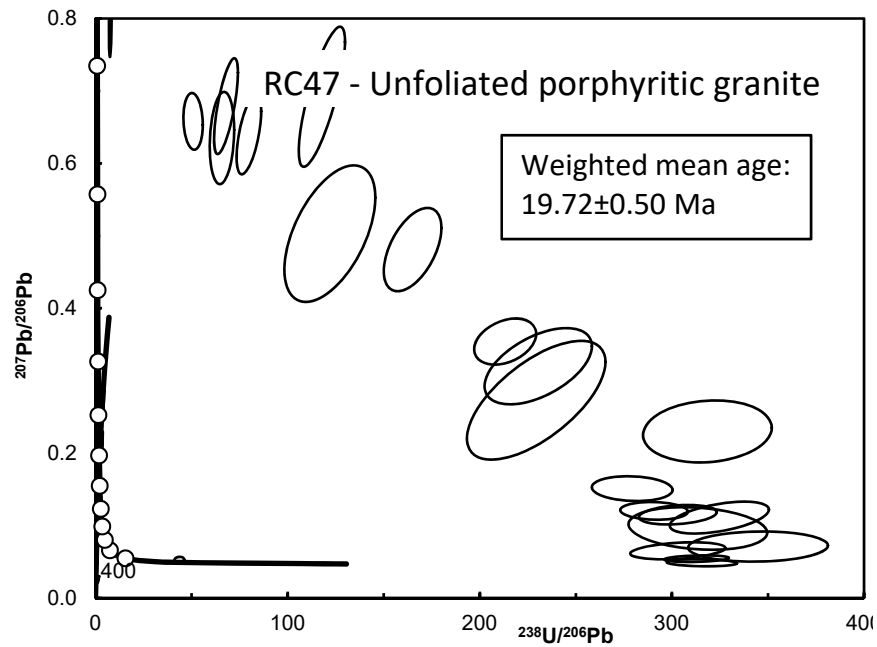 0.8
RC47 - Unfoliated porphyritic granite
Weighted mean age:
19.72±0.50 Ma
0.6
0.4
0.2
0.0
207Pb/206Pb
400
0
100
200
300
400
238U/206Pb